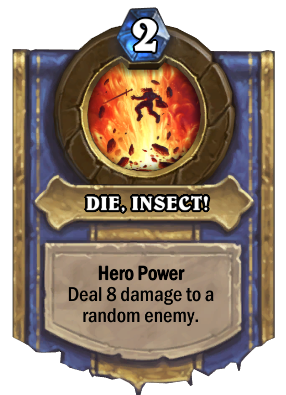 2
DIE, INSECT!
Hero Power
Deal 8 damage to a
random enemy.